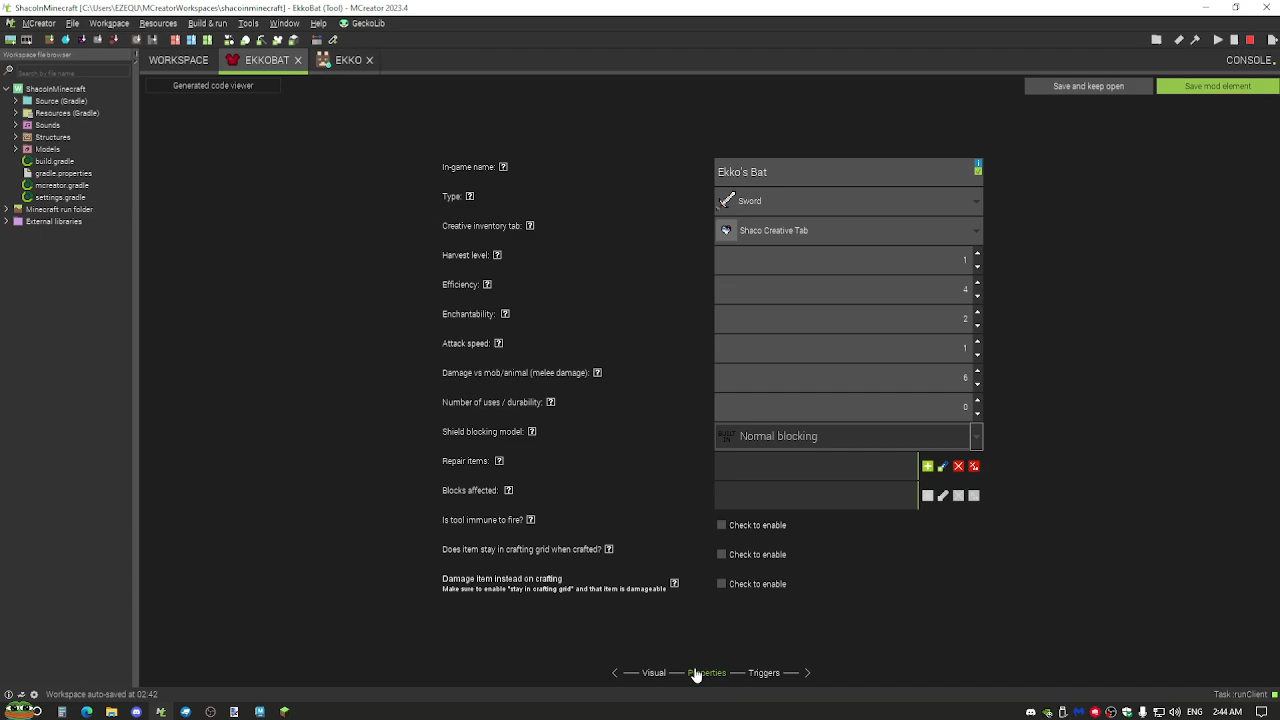 ShacoInMinecraft [C:\Users\EZEQU\MCreatorWorkspaces\shacoinminecraft] - EkkoBat (Tool) - MCreator 2023.4
MCreator File Workspace Resources Build & run Tools Window Help GeckoLib
Workspace file browser
Search by file name
WORKSPACE EKKOBAT EKKO CONSOLE
Generated code viewer
Save and keep open
Save mod element
ShacoInMinecraft
Source (Gradle)
Resources (Gradle)
Sounds
Structures
Models
build.gradle
gradle.properties
mcreator.gradle
settings.gradle
Minecraft run folder
External libraries
In-game name: ? Ekko's Bat
Type: ? Sword
Creative inventory tab: ? Shaco Creative Tab
Harvest level: ? 1
Efficiency: ? 4
Enchantability: ? 2
Attack speed: ? 1
Damage vs mob/animal (melee damage): ? 6
Number of uses / durability: ? 0
Shield blocking model: ? BUILT IN Normal blocking
Repair items: ?
Blocks affected: ?
Is tool immune to fire? ? Check to enable
Does item stay in crafting grid when crafted? ? Check to enable
Damage item instead on crafting
Make sure to enable "stay in crafting grid" and that item is damageable ? Check to enable
Visual Properties Triggers
Workspace auto-saved at 02:42
Task :runClient
2:44 AM